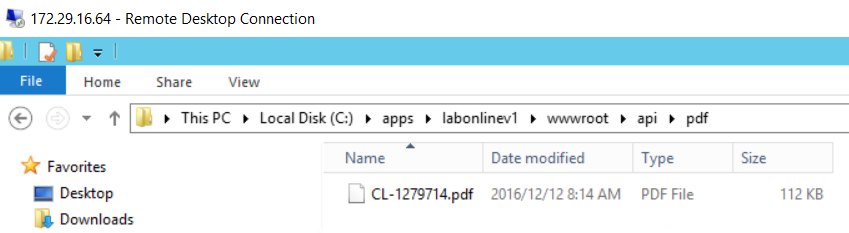 172.29.16.64 - Remote Desktop Connection
File Home Share View
This PC Local Disk (C:) apps labonlinev1 wwwroot api pdf
Favorites
Desktop
Downloads
Name Date modified Type Size
CL-1279714.pdf 2016/12/12 8:14 AM PDF File 112 KB